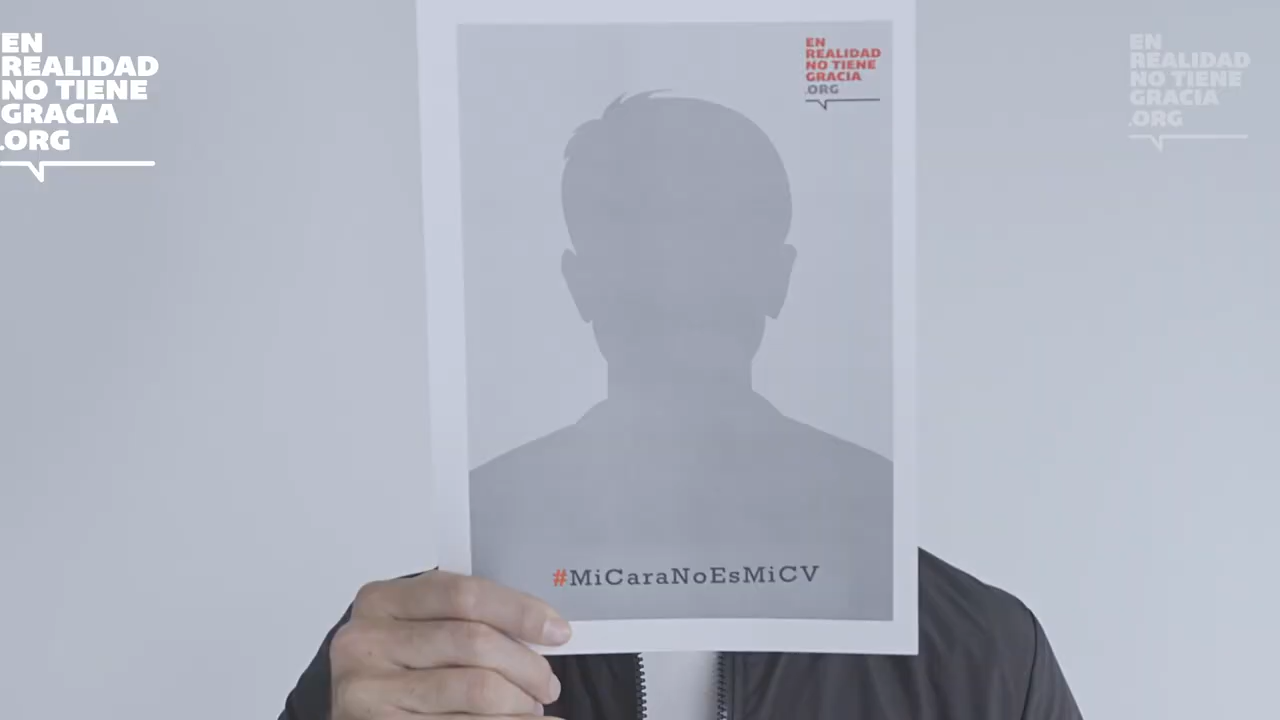 EN
REALIDAD
NO TIENE
GRACIA
.ORG
EN
REALIDAD
NO TIENE
GRACIA
.ORG
EN
REALIDAD
NO TIENE
GRACIA
.ORG
#MiCaraNoEsMiCV